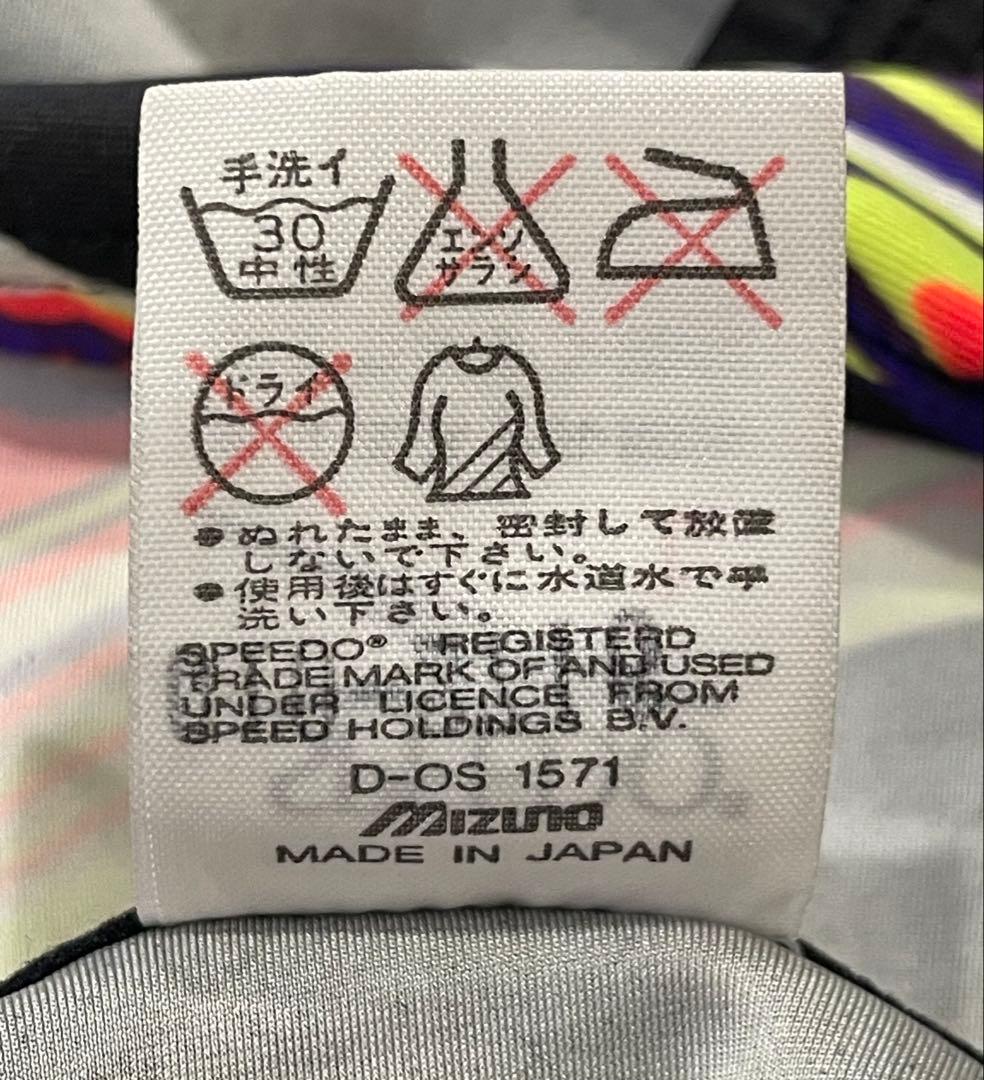 手洗イ
30
中性
エンソ
サラシ
ドライ
● ぬれたまま、密封して放置
しないで下さい。
● 使用後はすぐに水道水で手
洗い下さい。
SPEEDO® REGISTERD
TRADE MARK OF AND USED
UNDER LICENCE FROM
SPEED HOLDINGS B.V.
D-OS 1571
Mizuno
MADE IN JAPAN